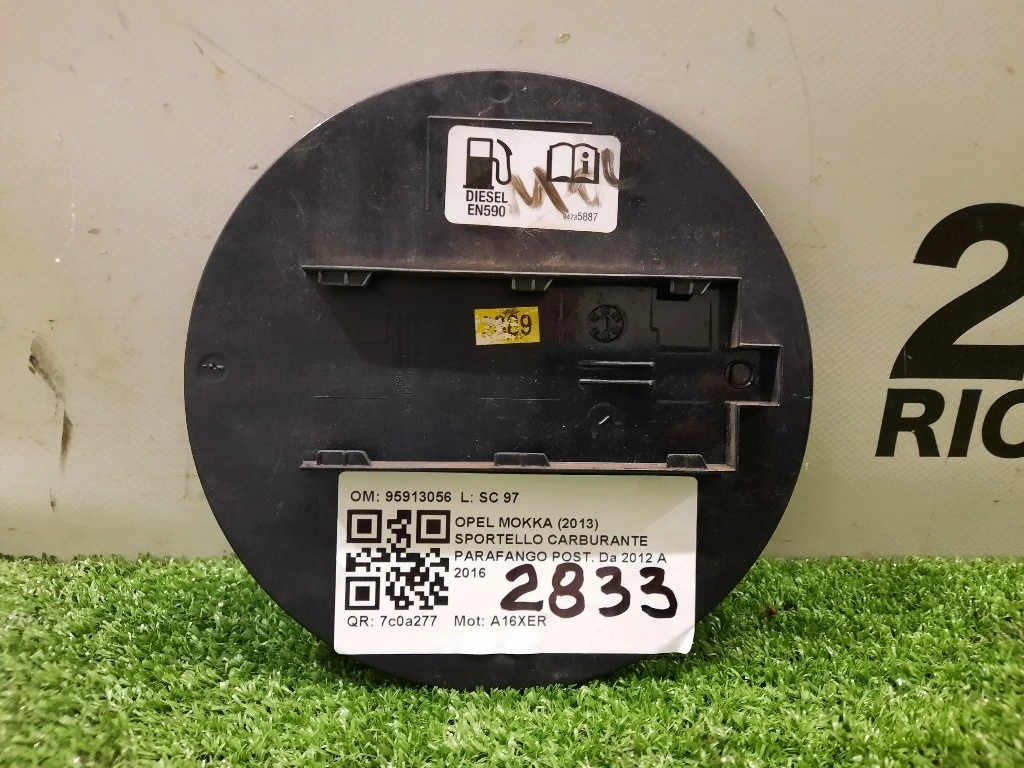 DIESEL
EN590
5887
OM: 95913056 L: SC 97
OPEL MOKKA (2013)
SPORTELLO CARBURANTE
PARAFANGO POST. Da 2012 A
2016
2833
QR: 7c0a277 Mot: A16XER
2
RIC